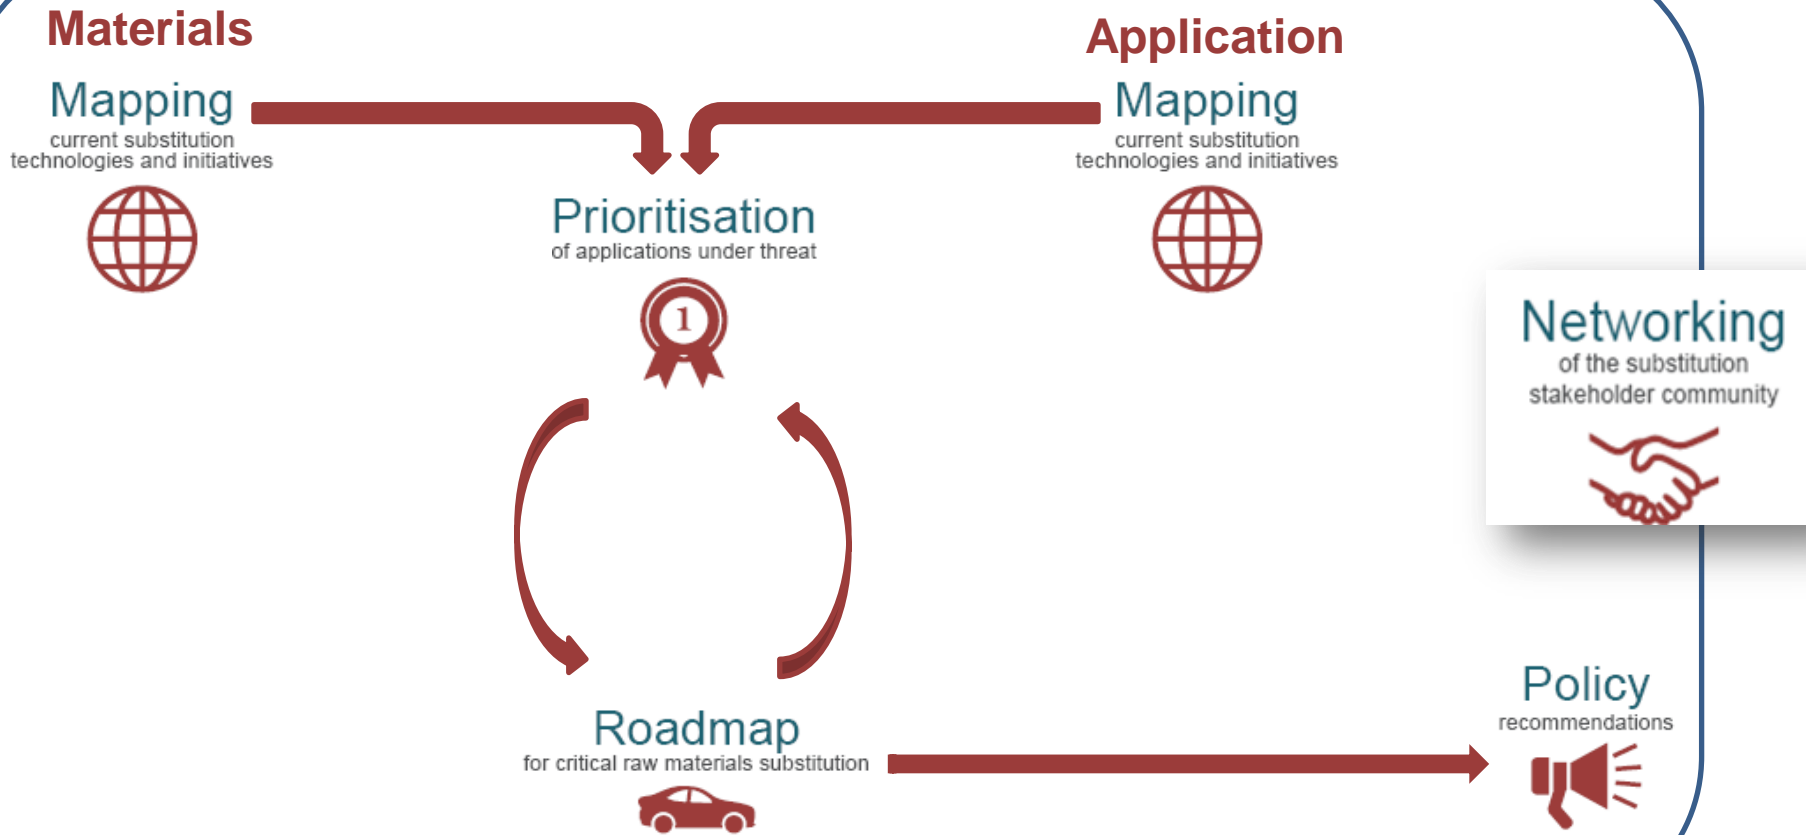 Materials
Application
Mapping
current substitution
technologies and initiatives
Mapping
current substitution
technologies and initiatives
Prioritisation
of applications under threat
1
Networking
of the substitution
stakeholder community
Roadmap
for critical raw materials substitution
Policy
recommendations